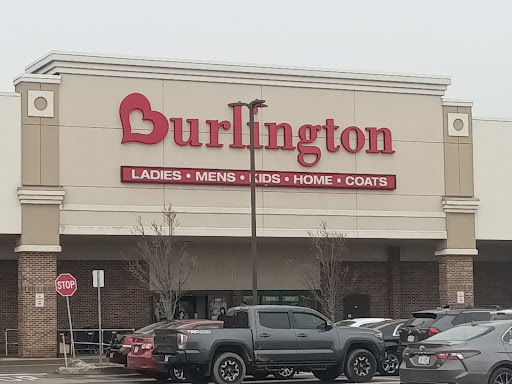 Burlington
LADIES • MENS • KIDS • HOME • COATS
STOP